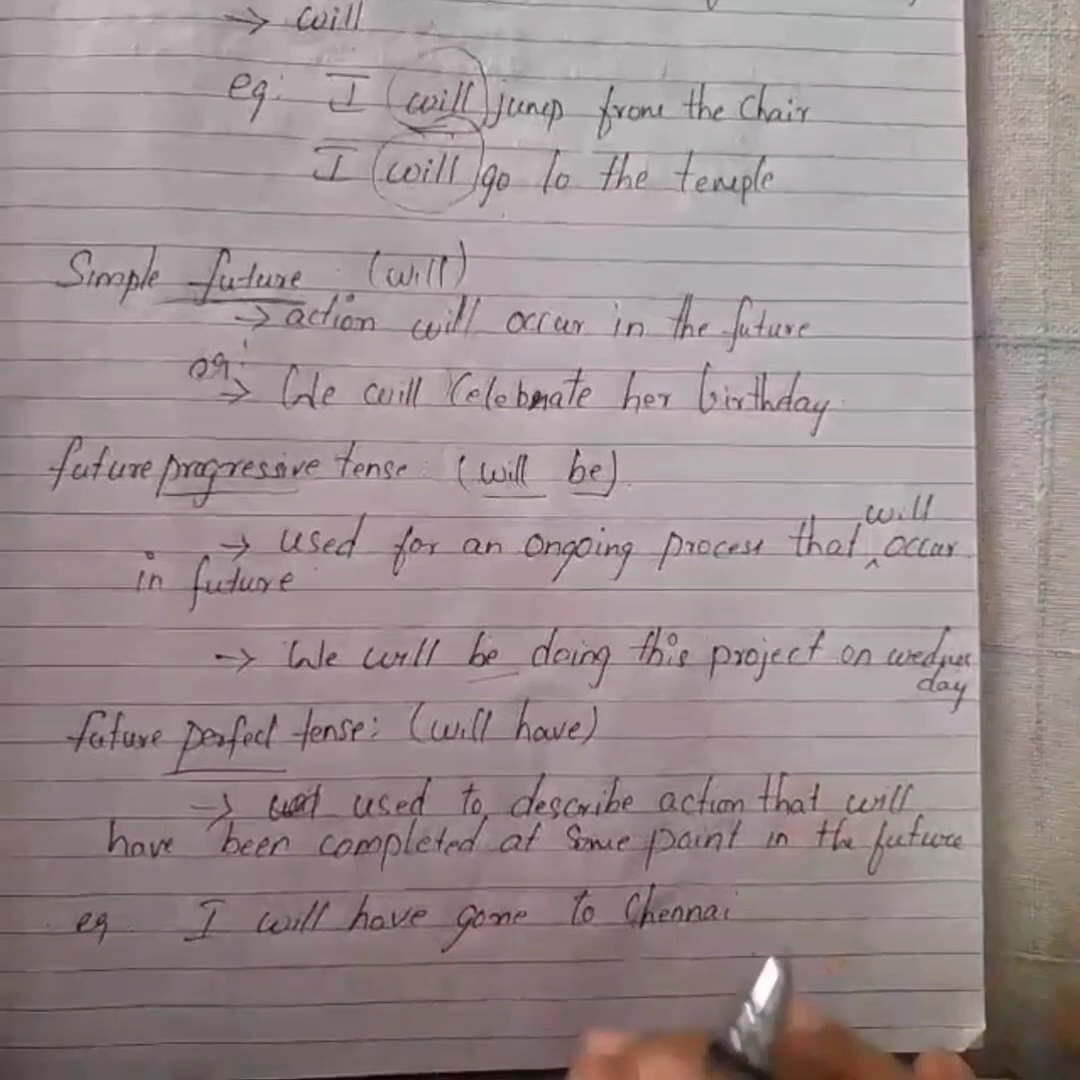 → will
eg: I will jump from the Chair
I will go to the temple
Simple future (will)
→ action will occur in the future
eg: → We will Celebrate her birthday
future progressive tense: (will be)
will
→ used for an ongoing process that ^ occur
in future
→ We will be doing this project on wednes
day
future perfect tense: (will have)
→ used to describe action that will
have been completed at some point in the future
eg I will have gone to Chennai